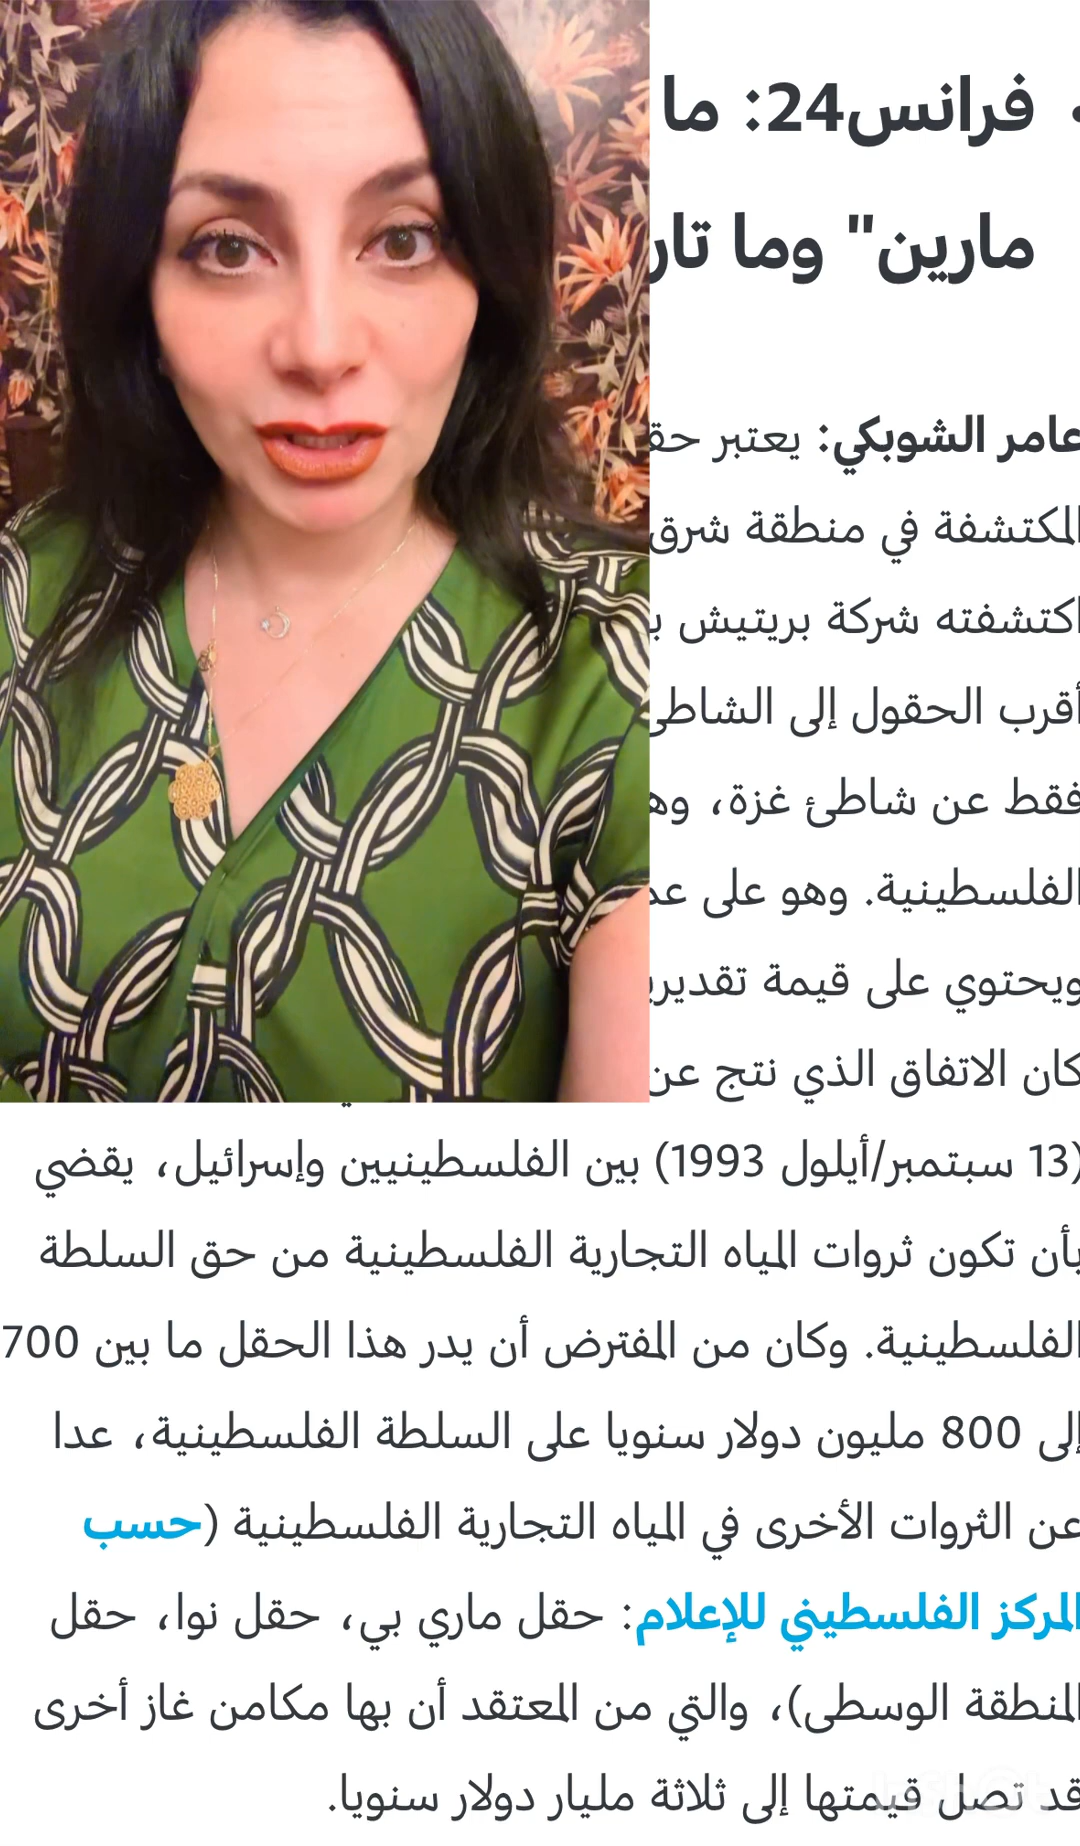 • فرانس24: ما
مارين" وما تار
عامر الشوبكي: يعتبر حق
المكتشفة في منطقة شرق
اكتشفته شركة بريتيش ب
أقرب الحقول إلى الشاطئ
فقط عن شاطئ غزة، وه
الفلسطينية. وهو على عم
ويحتوي على قيمة تقديري
كان الاتفاق الذي نتج عن
(13 سبتمبر/أيلول 1993) بين الفلسطينيين وإسرائيل، يقضي
بأن تكون ثروات المياه التجارية الفلسطينية من حق السلطة
الفلسطينية. وكان من المفترض أن يدر هذا الحقل ما بين 700
إلى 800 مليون دولار سنويا على السلطة الفلسطينية، عدا
عن الثروات الأخرى في المياه التجارية الفلسطينية (حسب
المركز الفلسطيني للإعلام: حقل ماري بي، حقل نوا، حقل
المنطقة الوسطى)، والتي من المعتقد أن بها مكامن غاز أخرى
قد تصل قيمتها إلى ثلاثة مليار دولار سنويا.